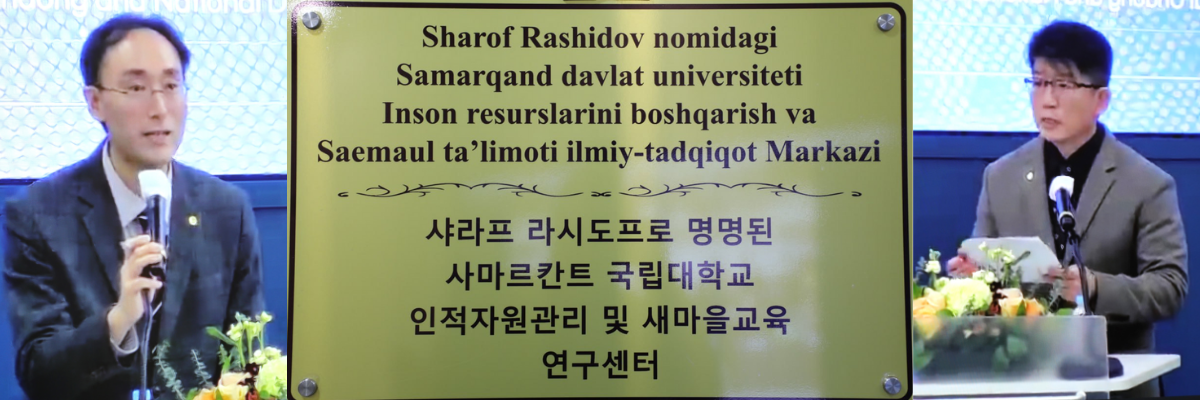 and National
Sharof Rashidov nomidagi
Samarqand davlat universiteti
Inson resurslarini boshqarish va
Saemaul ta’limoti ilmiy-tadqiqot Markazi
샤라프 라시도프로 명명된
사마르칸트 국립대학교
인적자원관리 및 새마을교육
연구센터